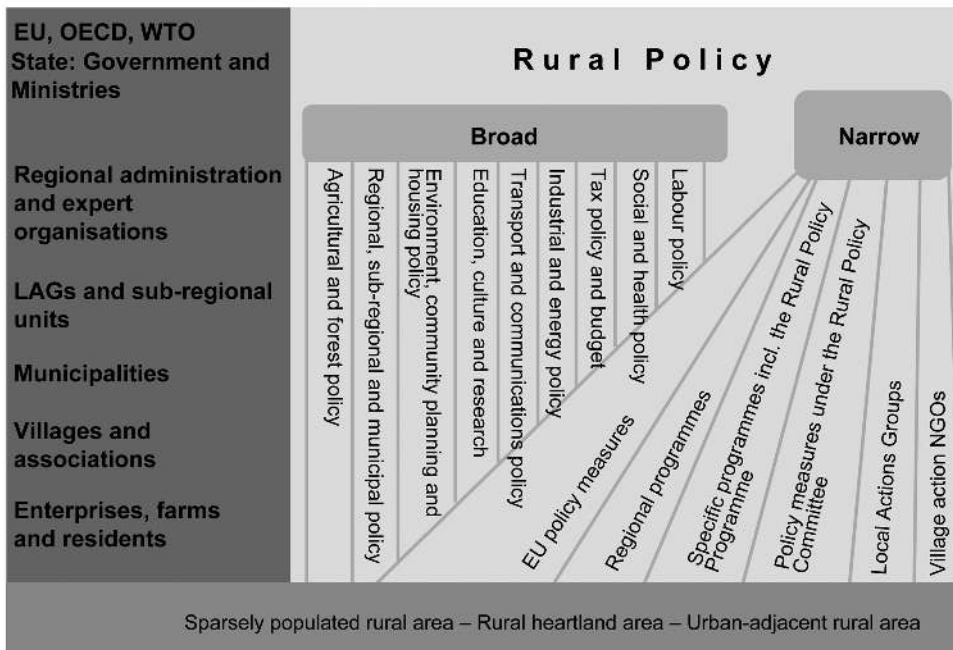 EU, OECD, WTO
State: Government and
Ministries
Regional administration
and expert
organisations
LAGs and sub-regional
units
Municipalities
Villages and
associations
Enterprises, farms
and residents
Rural Policy
Broad
Narrow
Agricultural and forest policy
Regional, sub-regional and municipal policy
Environment, community planning and
housing policy
Education, culture and research
Transport and communications policy
Industrial and energy policy
Tax policy and budget
Social and health policy
Labour policy
EU policy measures
Regional programmes
Specific programmes incl. the Rural Policy
Programme
Policy measures under the Rural Policy
Committee
Local Actions Groups
Village action NGOs
Sparsely populated rural area – Rural heartland area – Urban-adjacent rural area